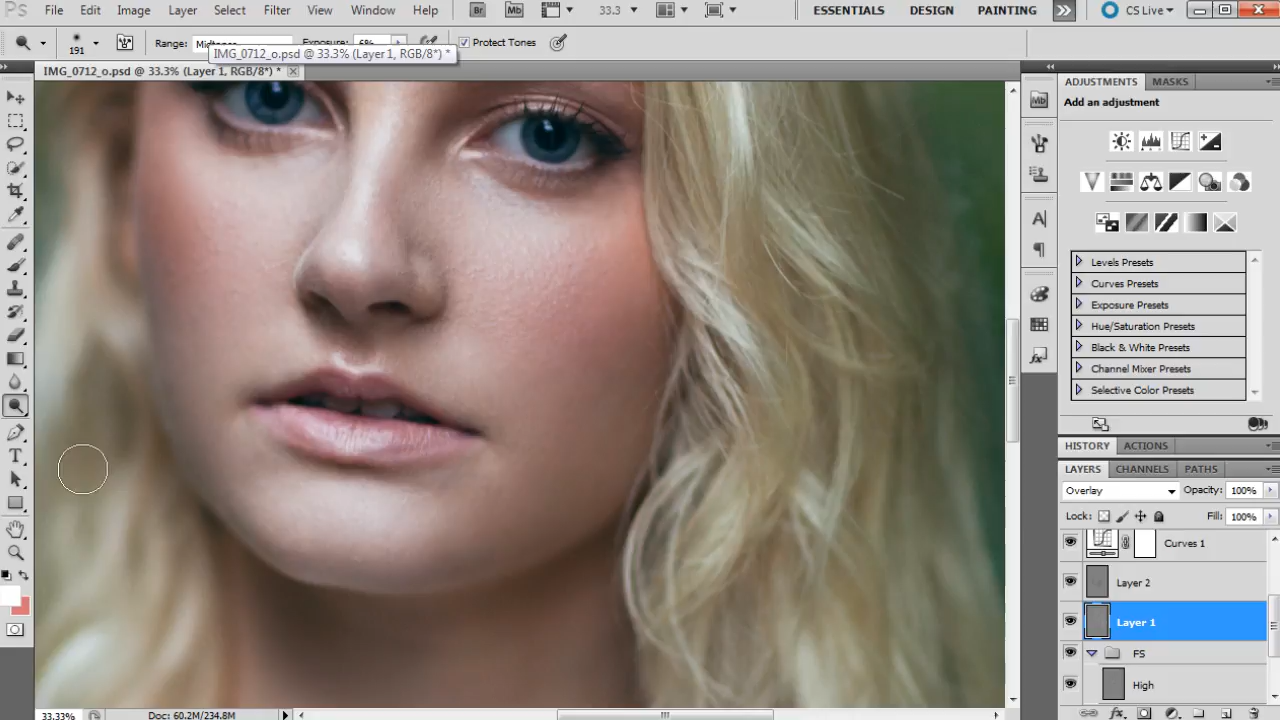 Ps File Edit Image Layer Select Filter View Window Help Br Mb 33.3 ESSENTIALS DESIGN PAINTING CS Live
191 Range: Midtones Exposure: 6% Protect Tones
IMG_0712_o.psd @ 33.3% (Layer 1, RGB/8*) *
IMG_0712_o.psd @ 33.3% (Layer 1, RGB/8*) *
ADJUSTMENTS MASKS
Add an adjustment
Levels Presets
Curves Presets
Exposure Presets
Hue/Saturation Presets
Black & White Presets
Channel Mixer Presets
Selective Color Presets
HISTORY ACTIONS
LAYERS CHANNELS PATHS
Overlay Opacity: 100%
Lock: Fill: 100%
Curves 1
Layer 2
Layer 1
FS
High
33.33% Doc: 60.2M/234.8M